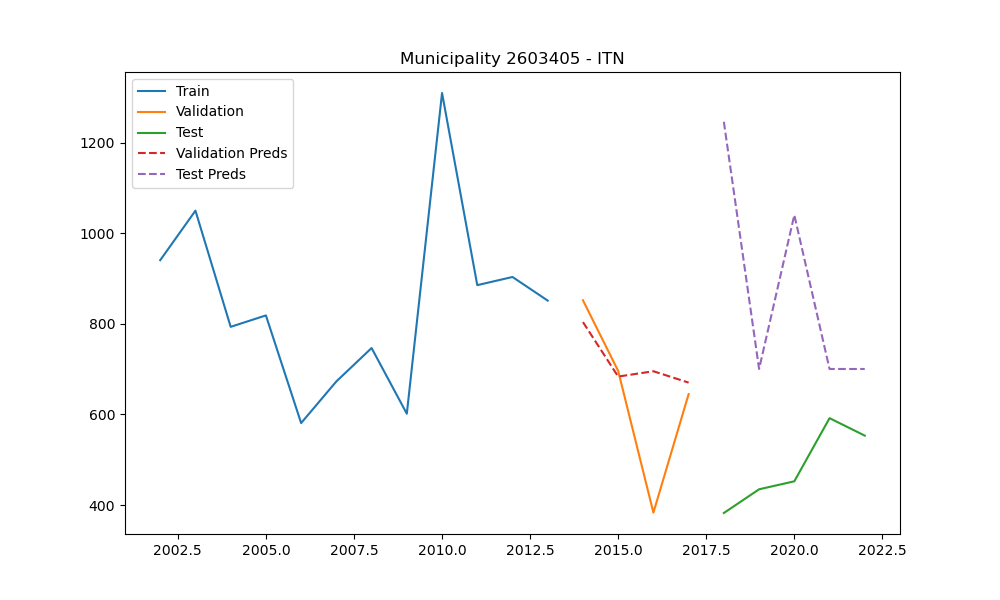 Municipality 2603405 - ITN
Train
Validation
Test
Validation Preds
Test Preds
1200
1000
800
600
400
2002.5 2005.0 2007.5 2010.0 2012.5 2015.0 2017.5 2020.0 2022.5